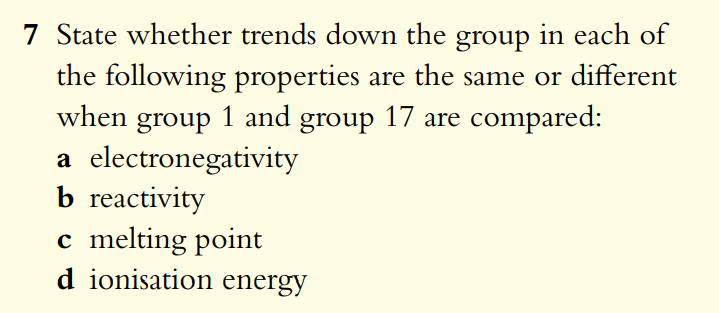 7 State whether trends down the group in each of
the following properties are the same or different
when group 1 and group 17 are compared:
a electronegativity
b reactivity
c melting point
d ionisation energy